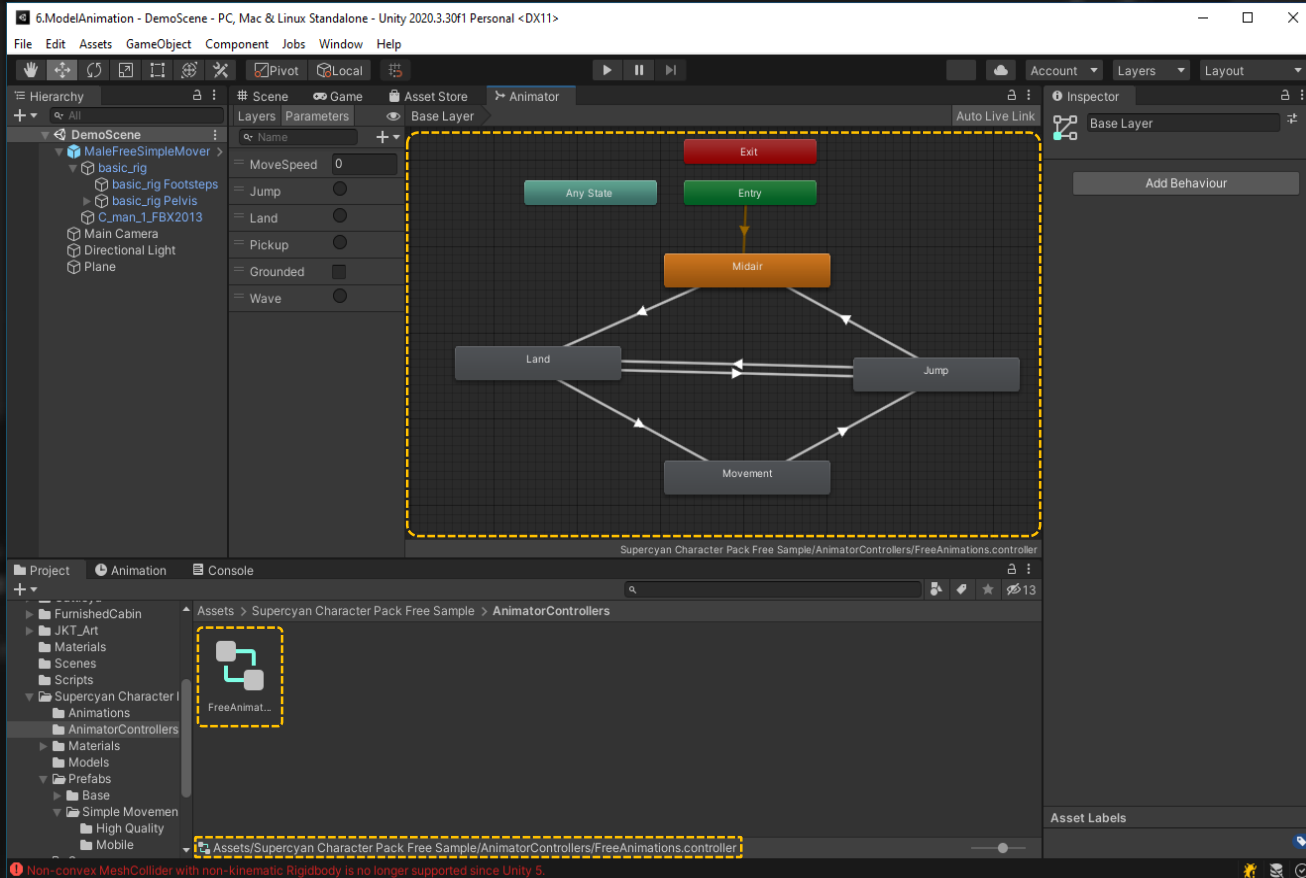 6.ModelAnimation - DemoScene - PC, Mac & Linux Standalone - Unity 2020.3.30f1 Personal <DX11>
File Edit Assets GameObject Component Jobs Window Help
Pivot Local Account Layers Layout
Hierarchy
All
DemoScene
MaleFreeSimpleMover
basic_rig
basic_rig Footsteps
basic_rig Pelvis
C_man_1_FBX2013
Main Camera
Directional Light
Plane
Scene Game Asset Store Animator
Layers Parameters Base Layer Auto Live Link
Name
MoveSpeed 0
Jump
Land
Pickup
Grounded
Wave
Exit
Any State Entry
Midair
Land
Jump
Movement
Supercyan Character Pack Free Sample/AnimatorControllers/FreeAnimations.controller
Inspector
Base Layer
Add Behaviour
Project Animation Console
13
FurnishedCabin
JKT_Art
Materials
Scenes
Scripts
Supercyan Character
Animations
AnimatorControllers
Materials
Models
Prefabs
Base
Simple Movemen
High Quality
Mobile
Assets > Supercyan Character Pack Free Sample > AnimatorControllers
FreeAnimat...
Assets/Supercyan Character Pack Free Sample/AnimatorControllers/FreeAnimations.controller
Asset Labels
Non-convex MeshCollider with non-kinematic Rigidbody is no longer supported since Unity 5.